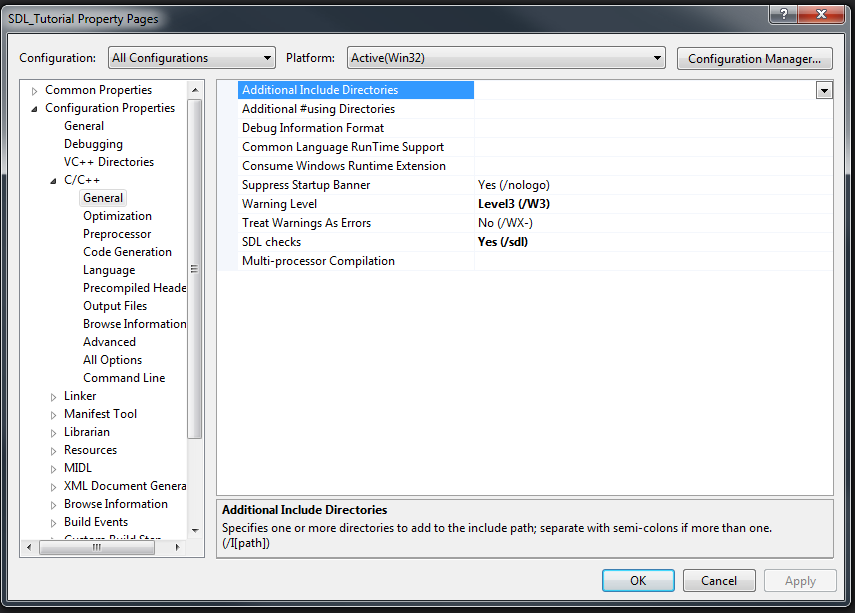 SDL_Tutorial Property Pages
Configuration: All Configurations Platform: Active(Win32) Configuration Manager...
Common Properties
Configuration Properties
General
Debugging
VC++ Directories
C/C++
General
Optimization
Preprocessor
Code Generation
Language
Precompiled Heade
Output Files
Browse Information
Advanced
All Options
Command Line
Linker
Manifest Tool
Librarian
Resources
MIDL
XML Document Genera
Browse Information
Build Events
Custom Build Step
Additional Include Directories
Additional #using Directories
Debug Information Format
Common Language RunTime Support
Consume Windows Runtime Extension
Suppress Startup Banner Yes (/nologo)
Warning Level Level3 (/W3)
Treat Warnings As Errors No (/WX-)
SDL checks Yes (/sdl)
Multi-processor Compilation
Additional Include Directories
Specifies one or more directories to add to the include path; separate with semi-colons if more than one.
(/I[path])
OK Cancel Apply